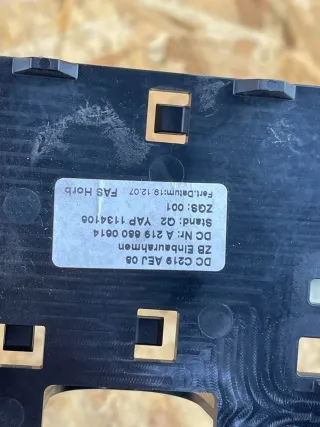 DC C219 AEJ 08
ZB Einbaurahmen
DC Nr: A 219 680 0614
Stand: Q2 YAP 1134106
ZGS: 001
Fert.Datum:19.12.07 FAS Horb